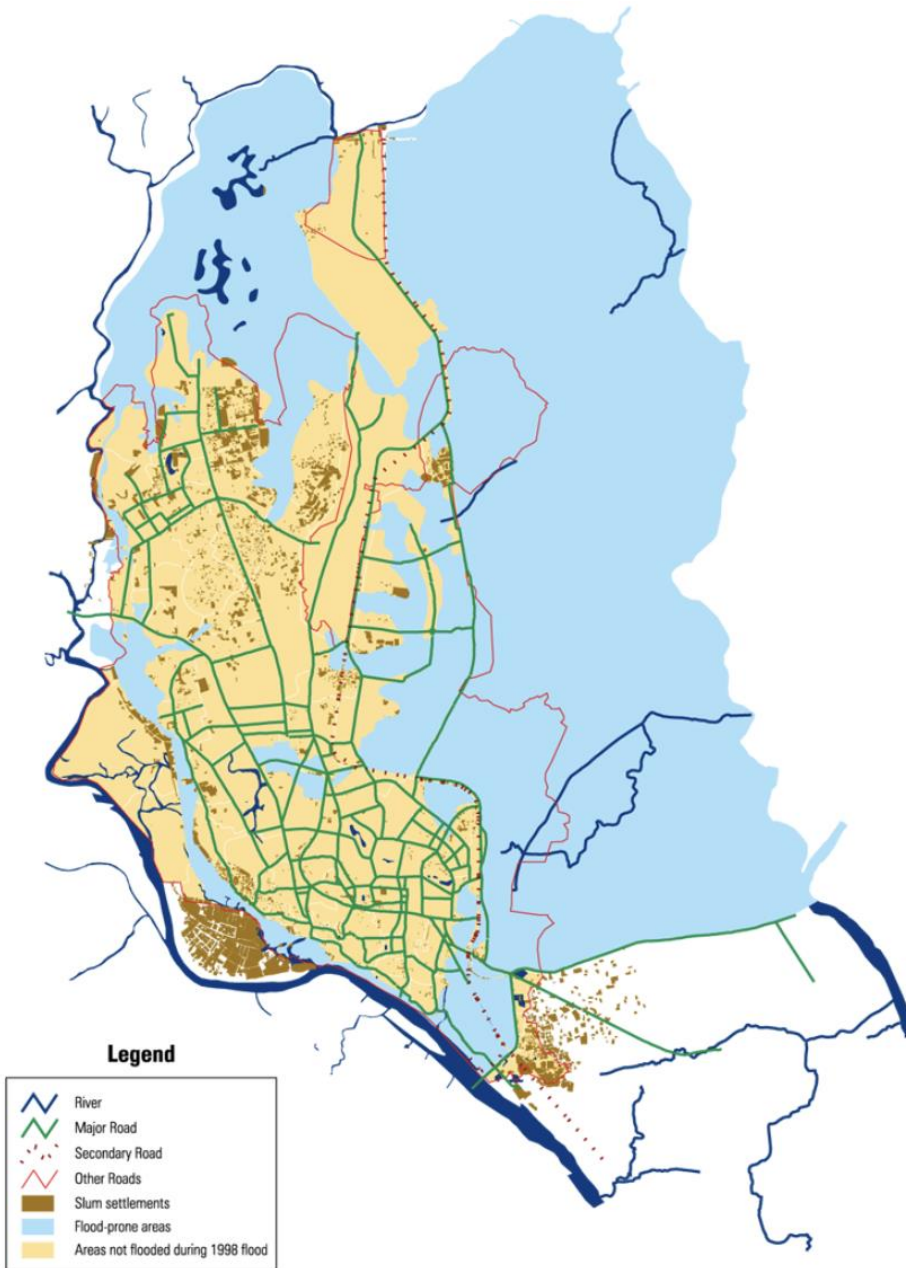 Legend
River
Major Road
Secondary Road
Other Roads
Slum settlements
Flood-prone areas
Areas not flooded during 1998 flood